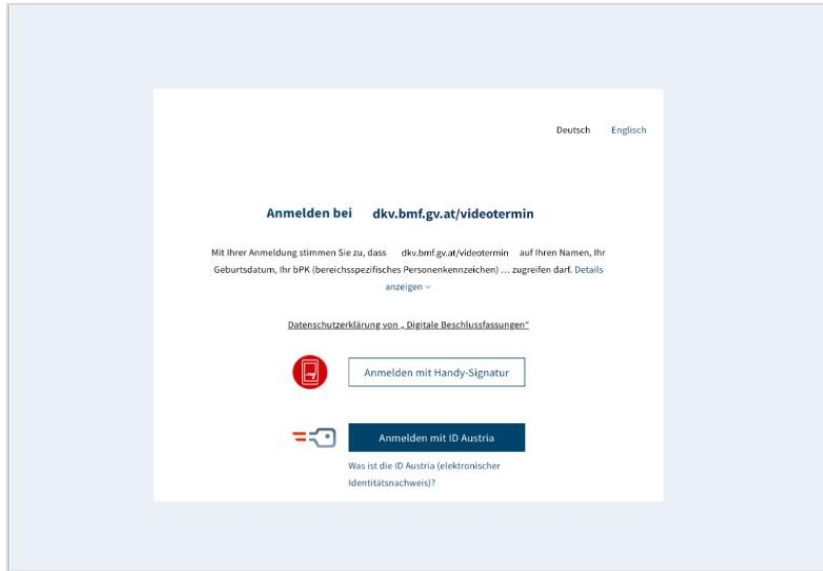 Deutsch Englisch
Anmelden bei dkv.bmf.gv.at/videotermin
Mit Ihrer Anmeldung stimmen Sie zu, dass dkv.bmf.gv.at/videotermin auf Ihren Namen, Ihr
Geburtsdatum, Ihr bPK (bereichsspezifisches Personenkennzeichen) ... zugreifen darf. Details
anzeigen
Datenschutzerklärung von „ Digitale Beschlussfassungen“
Anmelden mit Handy-Signatur
Anmelden mit ID Austria
Was ist die ID Austria (elektronischer
Identitätsnachweis)?